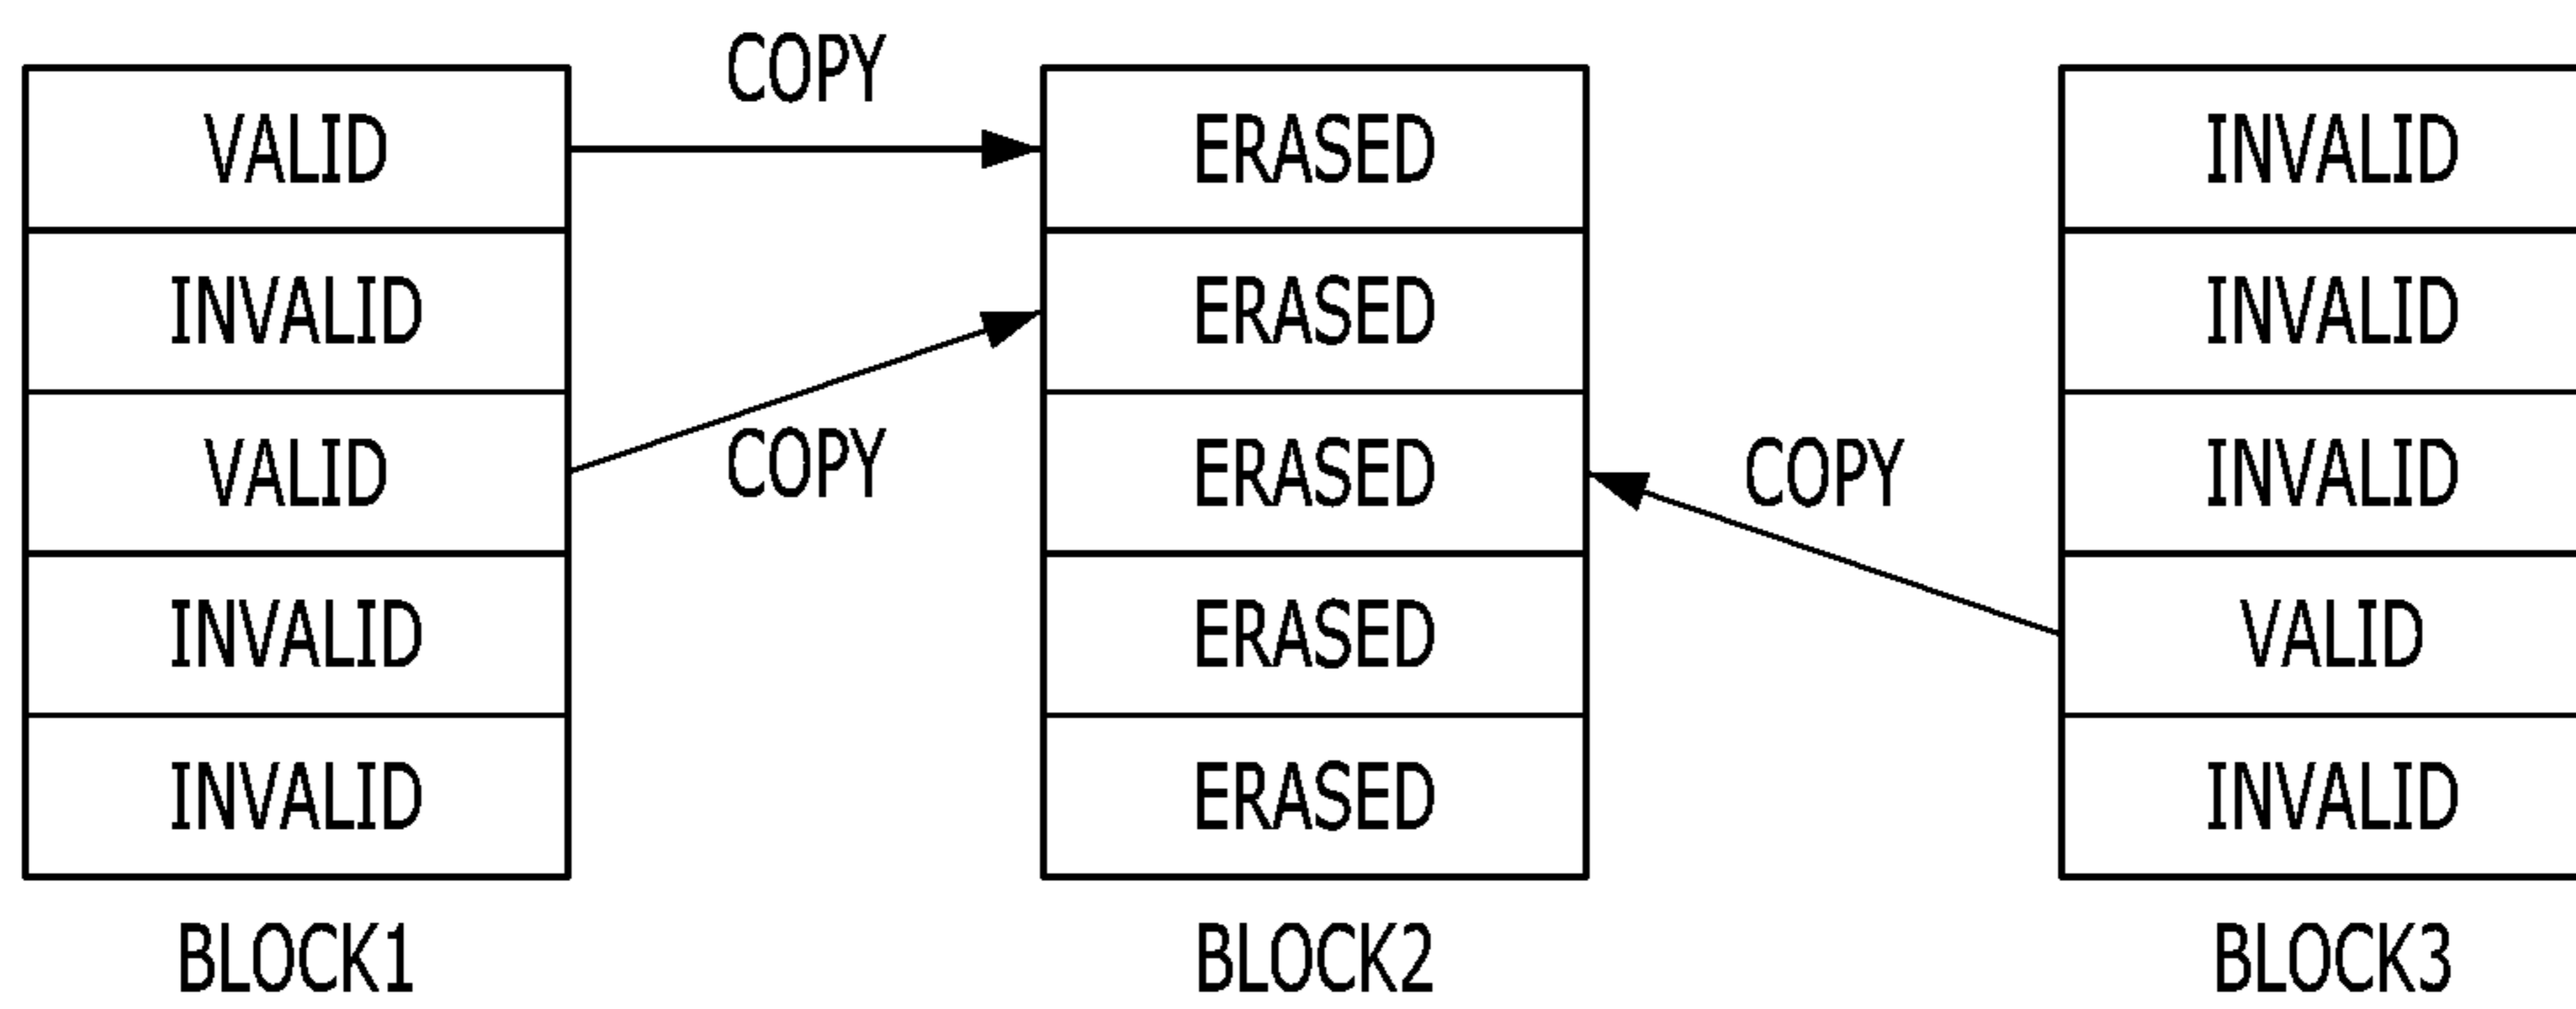 COPY
VALID
ERASED
INVALID
INVALID
ERASED
INVALID
VALID
COPY
ERASED
COPY
INVALID
INVALID
ERASED
VALID
INVALID
ERASED
INVALID
BLOCK1
BLOCK2
BLOCK3